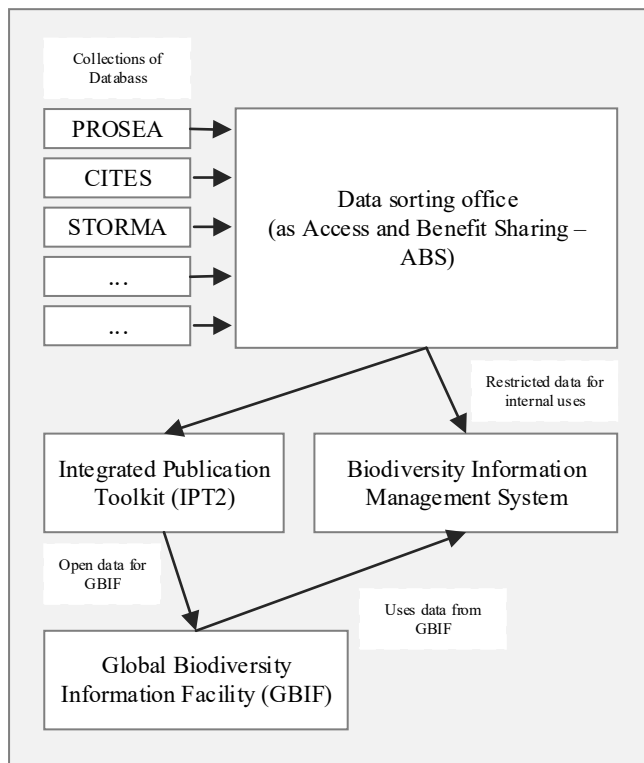 Collections of
Databass
PROSEA
CITES
STORMA
...
...
Data sorting office
(as Access and Benefit Sharing –
ABS)
Restricted data for
internal uses
Integrated Publication
Toolkit (IPT2)
Biodiversity Information
Management System
Open data for
GBIF
Uses data from
GBIF
Global Biodiversity
Information Facility (GBIF)